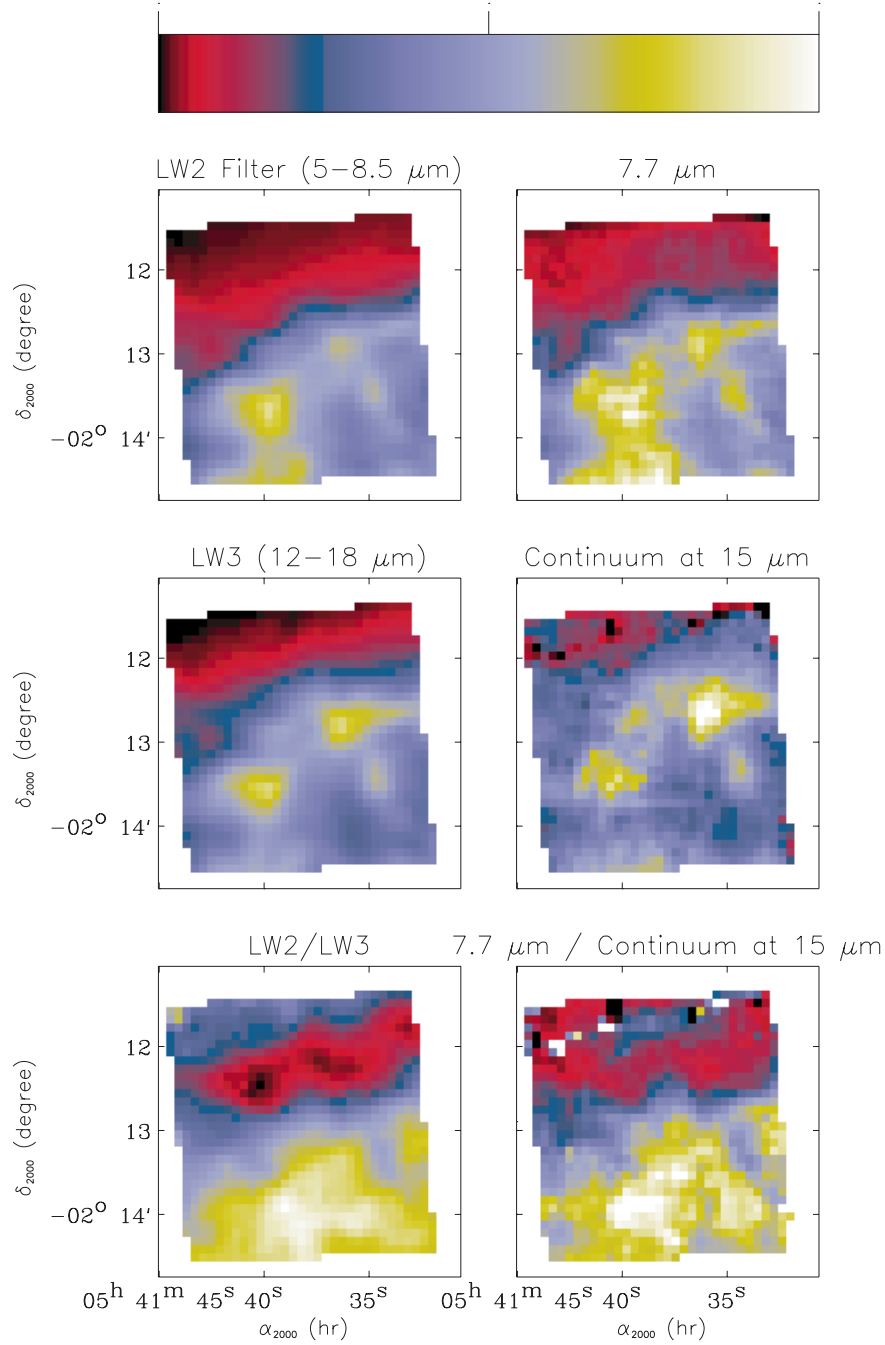 LW2 Filter (5−8.5 μm)
7.7 μm
12
13
−02° 14'
δ2000 (degree)
LW3 (12−18 μm)
Continuum at 15 μm
12
13
−02° 14'
δ2000 (degree)
LW2/LW3
7.7 μm / Continuum at 15 μm
12
13
−02° 14'
δ2000 (degree)
05h 41m 45s 40s 35s
05h 41m 45s 40s 35s
α2000 (hr)
α2000 (hr)